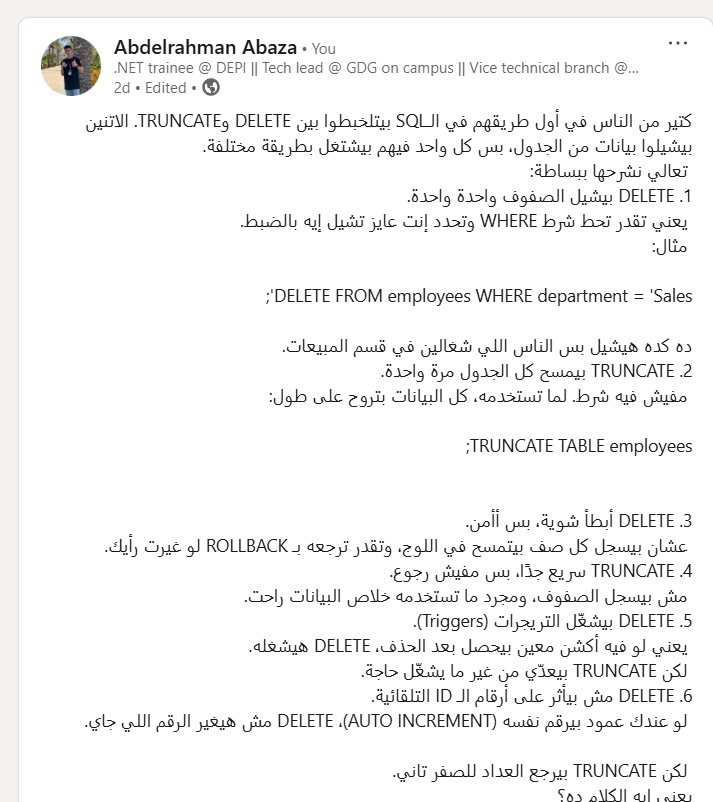 Abdelrahman Abaza • You
.NET trainee @ DEPI || Tech lead @ GDG on campus || Vice technical branch @...
2d • Edited •
كتير من الناس في أول طريقهم في الـSQL بيتلخبطوا بين DELETE وTRUNCATE. الاتنين
بيشيلوا بيانات من الجدول، بس كل واحد فيهم بيشتغل بطريقة مختلفة.
تعالي نشرحها ببساطة:
1. DELETE بيشيل الصفوف واحدة واحدة.
يعني تقدر تحط شرط WHERE وتحدد إنت عايز تشيل إيه بالضبط.
مثال:
DELETE FROM employees WHERE department = 'Sales';
ده كده هيشيل بس الناس اللي شغالين في قسم المبيعات.
2. TRUNCATE بيمسح كل الجدول مرة واحدة.
مفيش فيه شرط. لما تستخدمه، كل البيانات بتروح على طول:
TRUNCATE TABLE employees;
3. DELETE أبطأ شوية، بس أأمن.
عشان بيسجل كل صف بيتمسح في اللوج، وتقدر ترجعه بـ ROLLBACK لو غيرت رأيك.
4. TRUNCATE سريع جدًا، بس مفيش رجوع.
مش بيسجل الصفوف، ومجرد ما تستخدمه خلاص البيانات راحت.
5. DELETE بيشغّل التريجرات (Triggers).
يعني لو فيه أكشن معين بيحصل بعد الحذف، DELETE هيشغله.
لكن TRUNCATE بيعدّي من غير ما يشغّل حاجة.
6. DELETE مش بيأثر على أرقام الـ ID التلقائية.
لو عندك عمود بيرقم نفسه (AUTO INCREMENT)، DELETE مش هيغير الرقم اللي جاي.
لكن TRUNCATE بيرجع العداد للصفر تاني.
يعني إيه الكلام ده؟